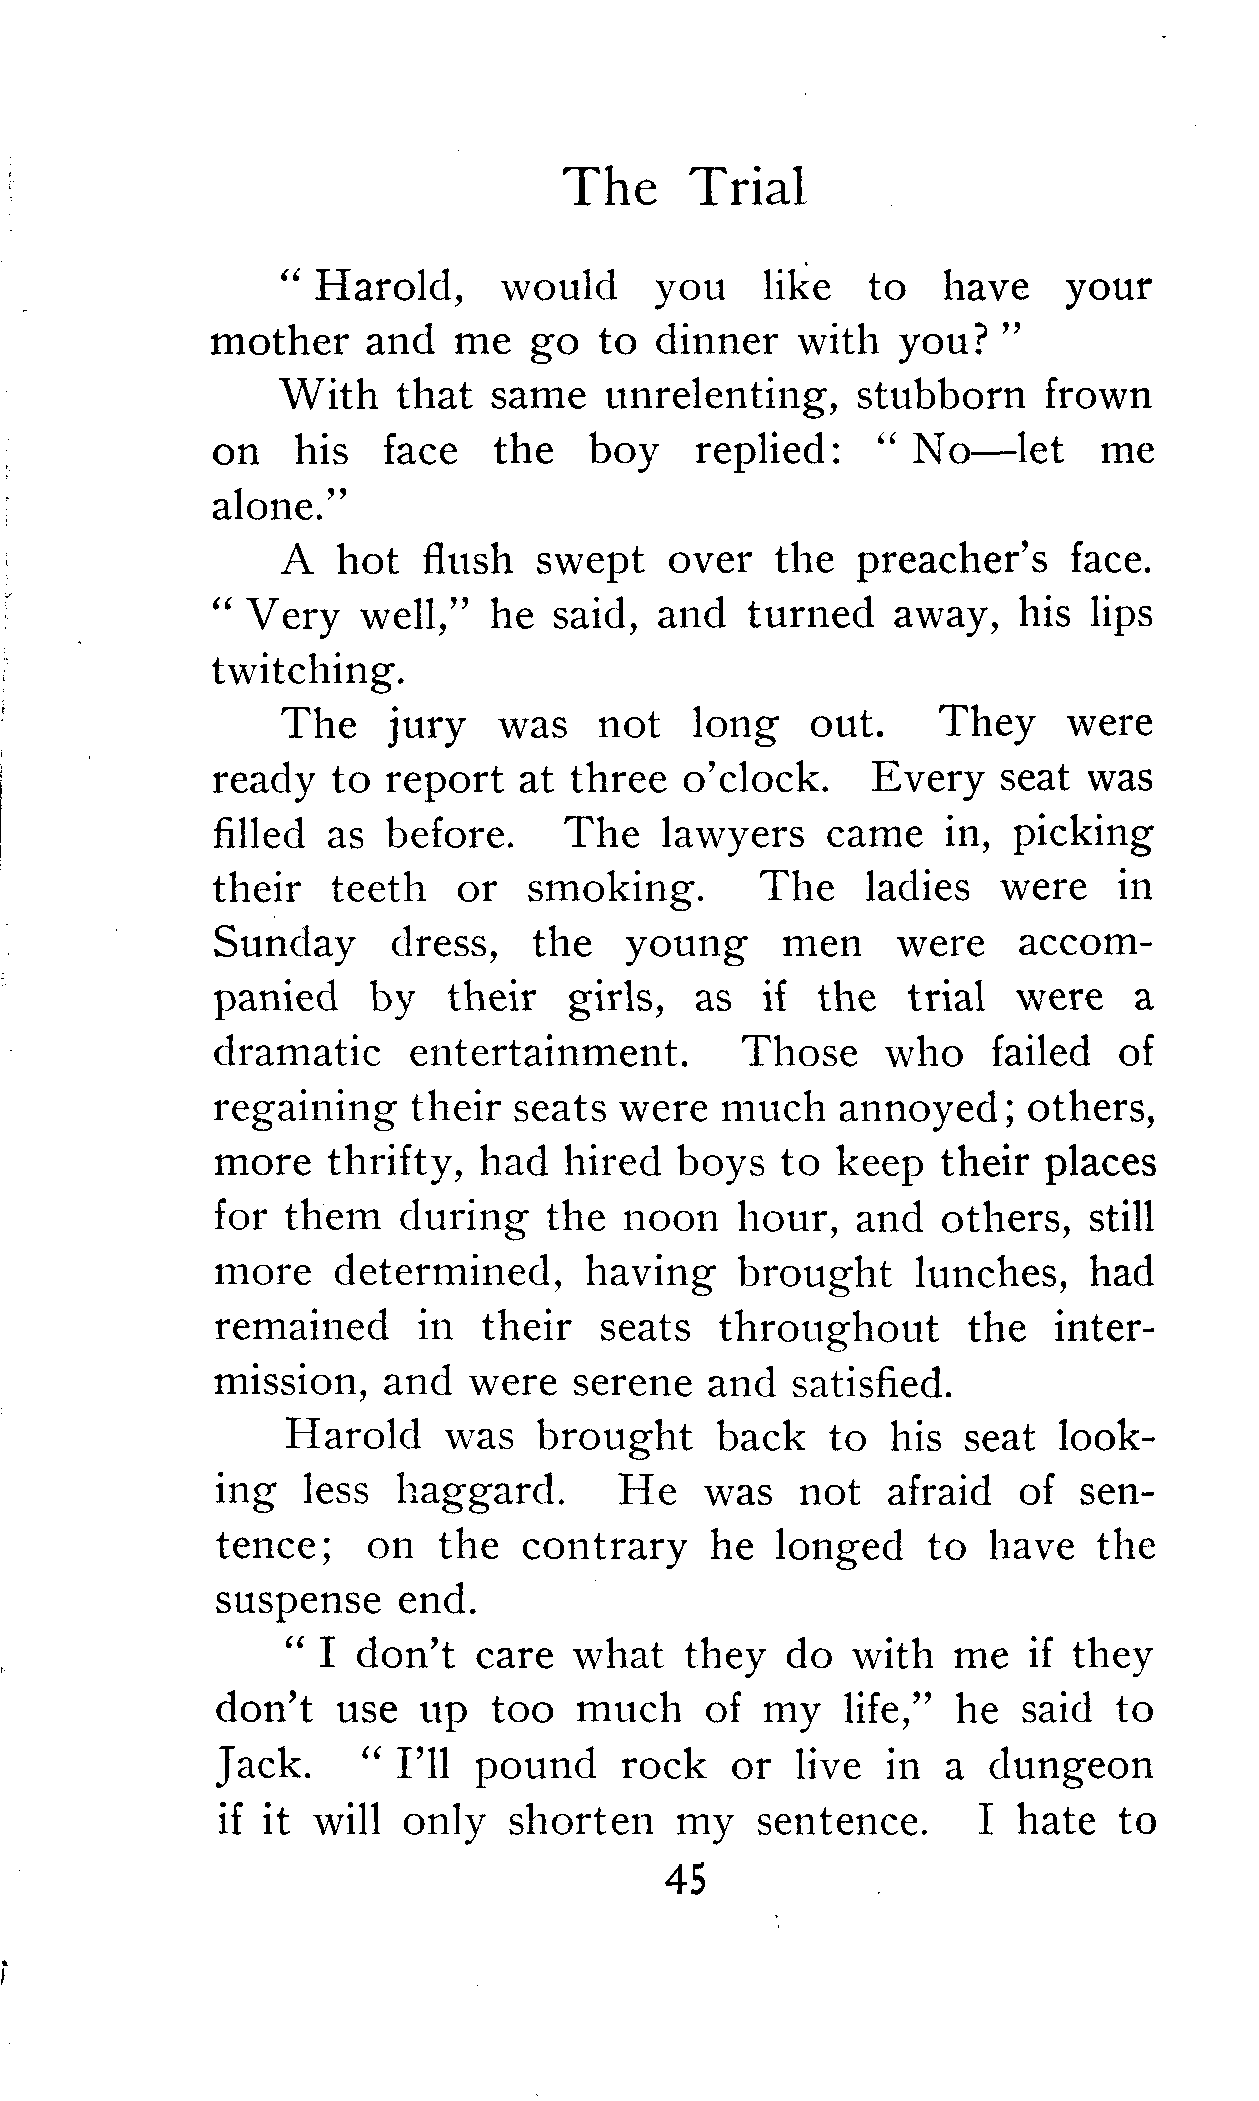 The Trial
“ Harold, would you like to have your
mother and me go to dinner with you? ”
With that same unrelenting, stubborn frown
on his face the boy replied: “ No—let me
alone.”
A hot flush swept over the preacher’s face.
“ Very well,” he said, and turned away, his lips
twitching.
The jury was not long out. They were
ready to report at three o’clock. Every seat was
filled as before. The lawyers came in, picking
their teeth or smoking. The ladies were in
Sunday dress, the young men were accom-
panied by their girls, as if the trial were a
dramatic entertainment. Those who failed of
regaining their seats were much annoyed; others,
more thrifty, had hired boys to keep their places
for them during the noon hour, and others, still
more determined, having brought lunches, had
remained in their seats throughout the inter-
mission, and were serene and satisfied.
Harold was brought back to his seat look-
ing less haggard. He was not afraid of sen-
tence; on the contrary he longed to have the
suspense end.
“ I don’t care what they do with me if they
don’t use up too much of my life,” he said to
Jack. “ I’ll pound rock or live in a dungeon
if it will only shorten my sentence. I hate to
45